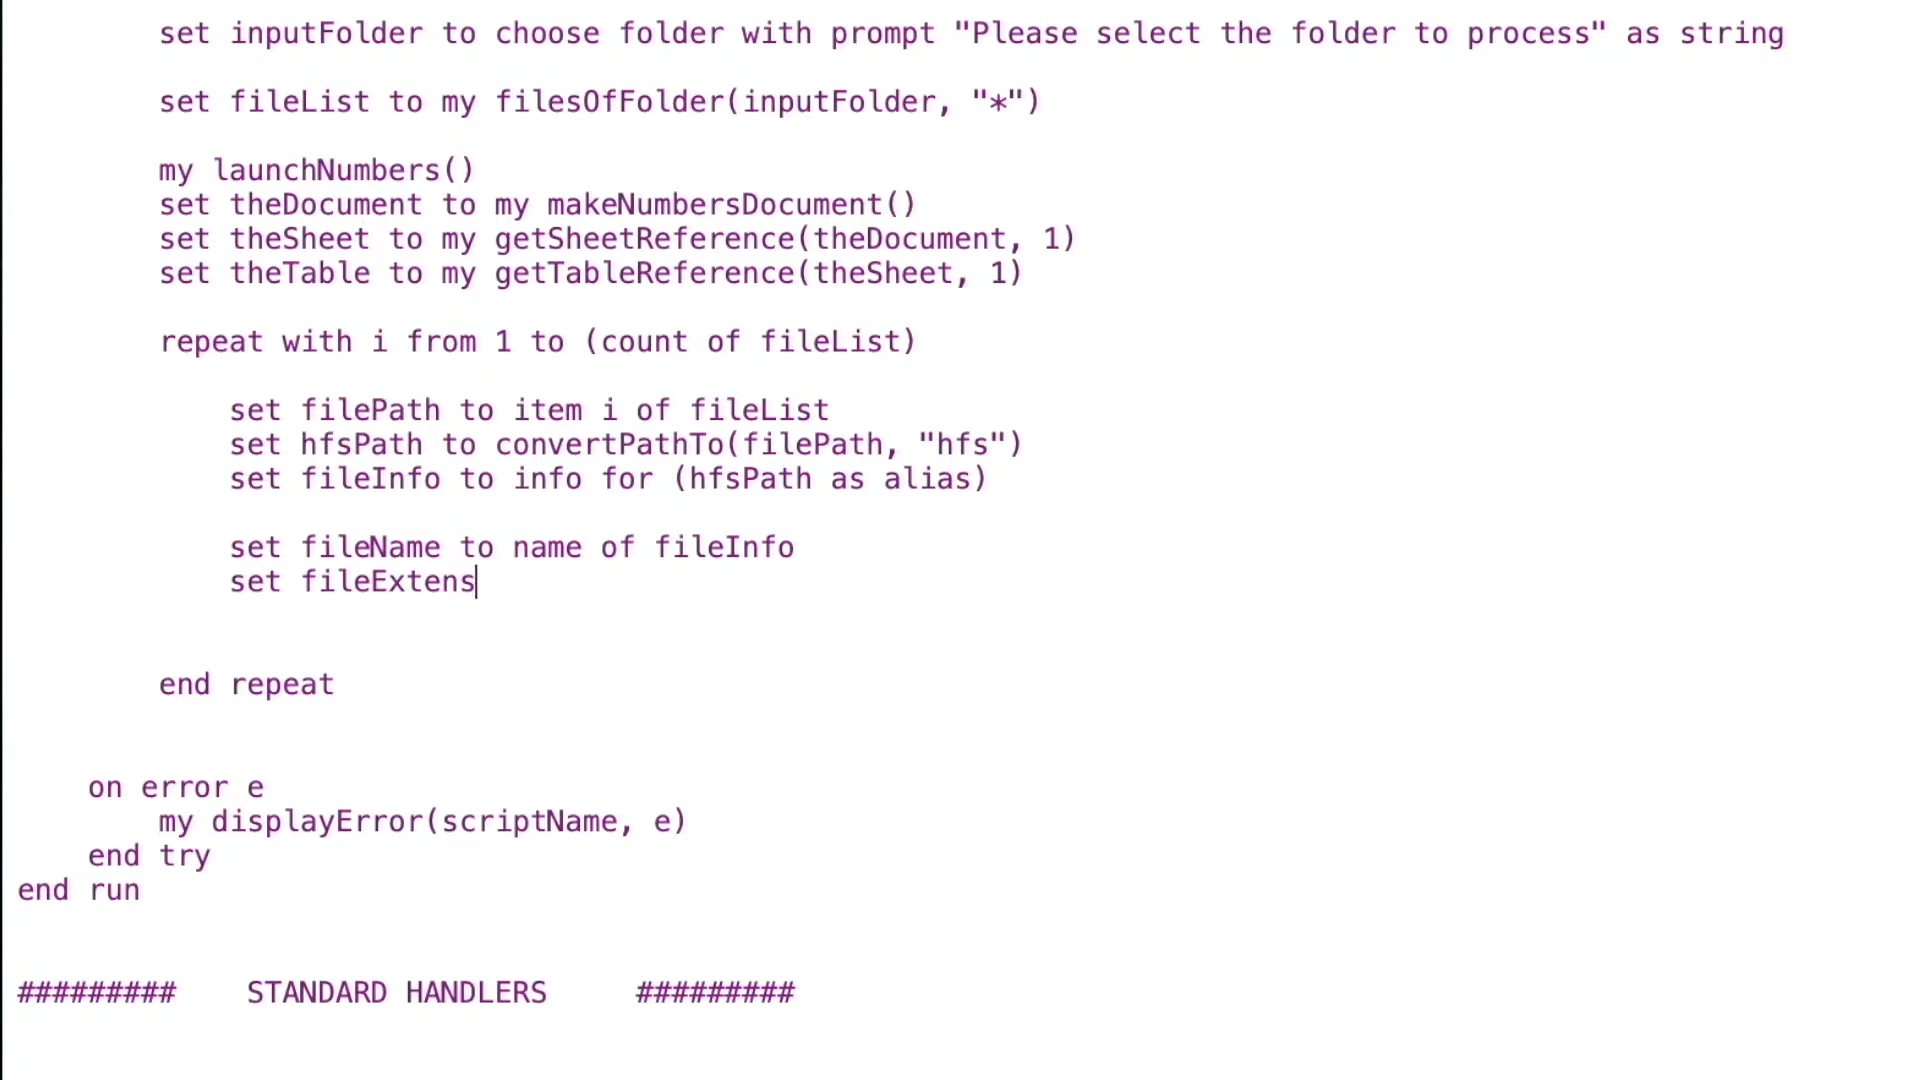 set inputFolder to choose folder with prompt "Please select the folder to process" as string
set fileList to my filesOfFolder(inputFolder, "*")
my launchNumbers()
set theDocument to my makeNumbersDocument()
set theSheet to my getSheetReference(theDocument, 1)
set theTable to my getTableReference(theSheet, 1)
repeat with i from 1 to (count of fileList)
set filePath to item i of fileList
set hfsPath to convertPathTo(filePath, "hfs")
set fileInfo to info for (hfsPath as alias)
set fileName to name of fileInfo
set fileExtens
end repeat
on error e
my displayError(scriptName, e)
end try
end run
######### STANDARD HANDLERS #########